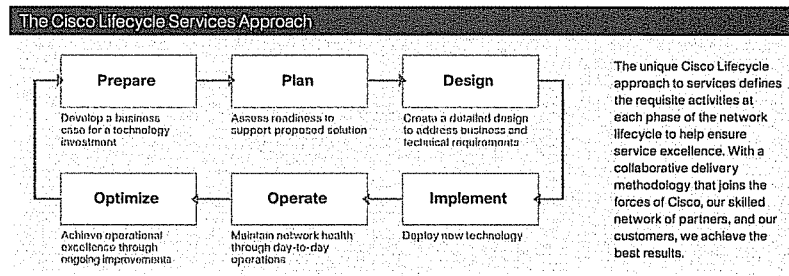 The Cisco Lifecycle Services Approach
Prepare
Develop a business
case for a technology
investment
Plan
Assess readiness to
support proposed solution
Design
Create a detailed design
to address business and
technical requirements
Optimize
Achieve operational
excellence through
ongoing improvements
Operate
Maintain network health
through day-to-day
operations
Implement
Deploy new technology
The unique Cisco Lifecycle
approach to services defines
the requisite activities at
each phase of the network
lifecycle to help ensure
service excellence. With a
collaborative delivery
methodology that joins the
forces of Cisco, our skilled
network of partners, and our
customers, we achieve the
best results.